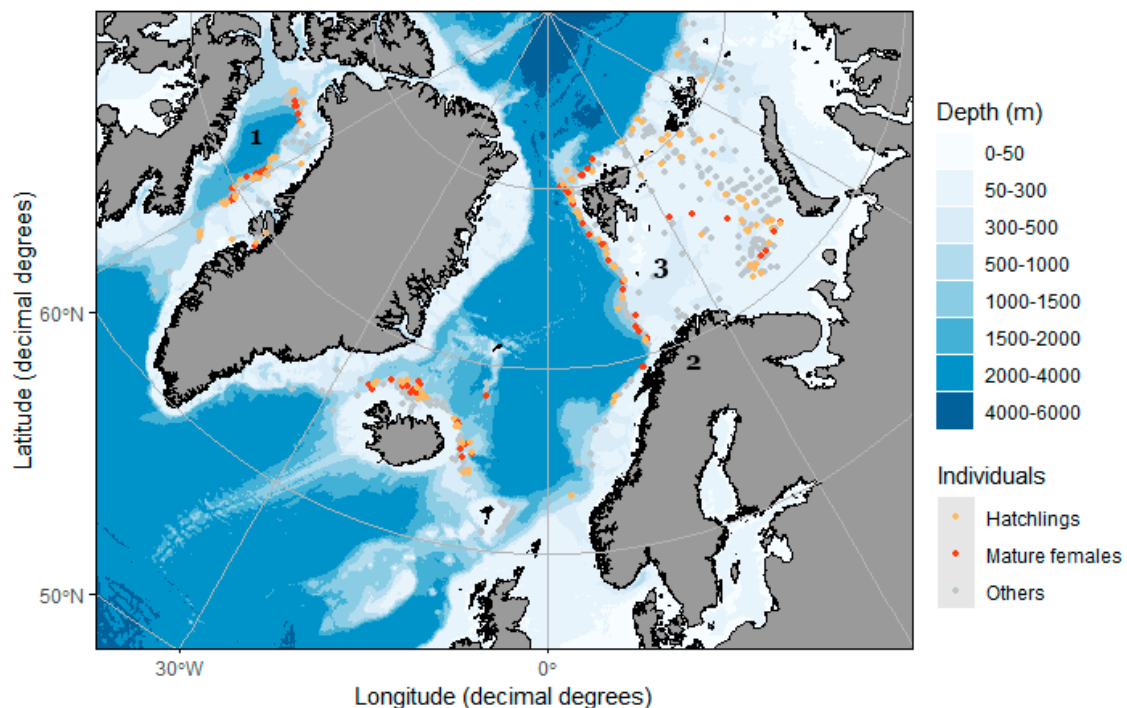 1
3
2
60°N
50°N
30°W
0°
Latitude (decimal degrees)
Longitude (decimal degrees)
Depth (m)
0-50
50-300
300-500
500-1000
1000-1500
1500-2000
2000-4000
4000-6000
Individuals
Hatchlings
Mature females
Others